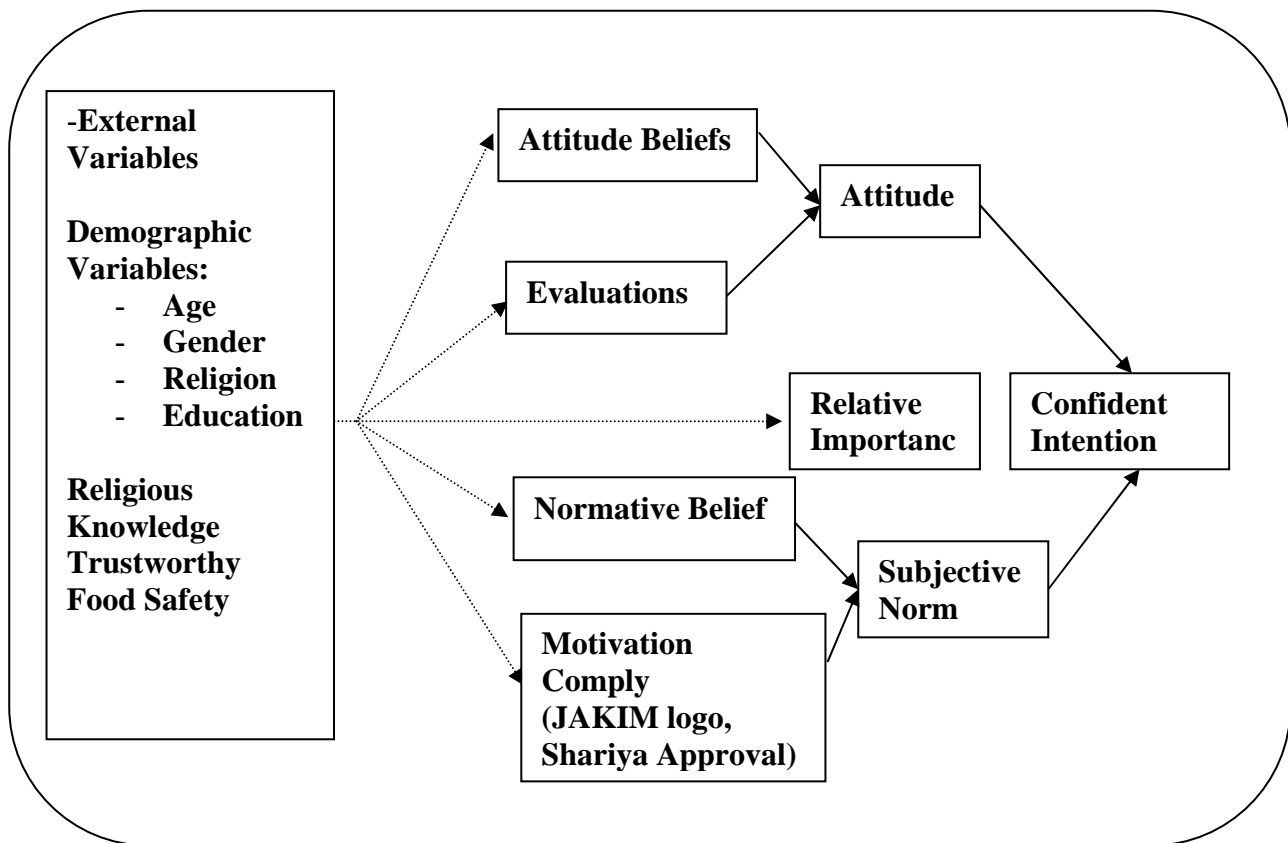 -External
Variables
Demographic
Variables:
- Age
- Gender
- Religion
- Education
Religious
Knowledge
Trustworthy
Food Safety
Attitude Beliefs
Evaluations
Attitude
Relative
Importanc
Confident
Intention
Normative Belief
Subjective
Norm
Motivation
Comply
(JAKIM logo,
Shariya Approval)